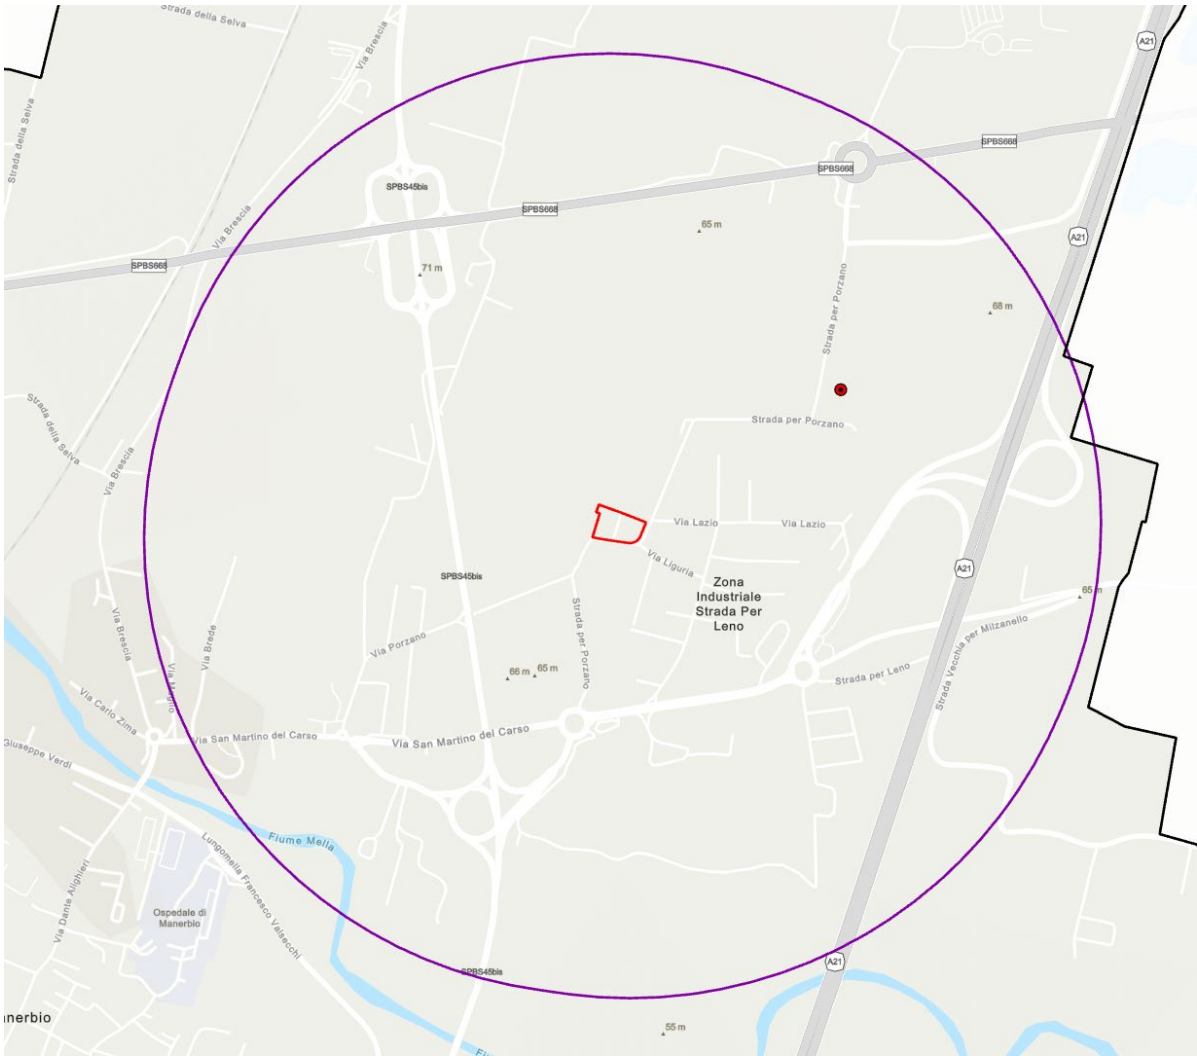 Strada della Selva
Via Brescia
A21
SPBS668
SPBS668
Strada della Selva
SPBS45bis
SPBS668
65 m
Via Brescia
A21
SPBS668
71 m
68 m
Strada per Porzano
Strada della Selva
Strada per Porzano
Via Brescia
Via Lazio
Via Lazio
Via Liguria
A21
SPBS45bis
Zona
Industriale
Strada Per
Leno
65 m
Via Brescia
Via Brede
Via Porzano
Strada per Porzano
Strada Vecchia per Milzanello
66 m
65 m
Strada per Leno
Via Moglio
Via Carlo Zima
Via San Martino del Carso
Via San Martino del Carso
Giuseppe Verdi
Fiume Mella
Lungomella Francesco Valsecchi
Via Dante Alighieri
Ospedale di
Manerbio
A21
SPBS45bis
nerbio
55 m